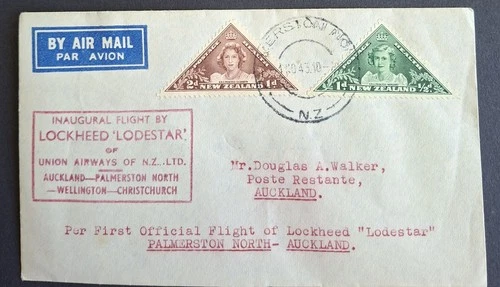 BY AIR MAIL
PAR AVION
2d NEW ZEALAND 1d
1d NEW ZEALAND ½d
N.Z
INAUGURAL FLIGHT BY
LOCKHEED 'LODESTAR'
OF
UNION AIRWAYS OF N.Z.,LTD.
AUCKLAND—PALMERSTON NORTH
—WELLINGTON—CHRISTCHURCH
Mr.Douglas A.Walker,
Poste Restante,
AUCKLAND.
Per First Official Flight of Lockheed "Lodestar"
PALMERSTON NORTH- AUCKLAND.